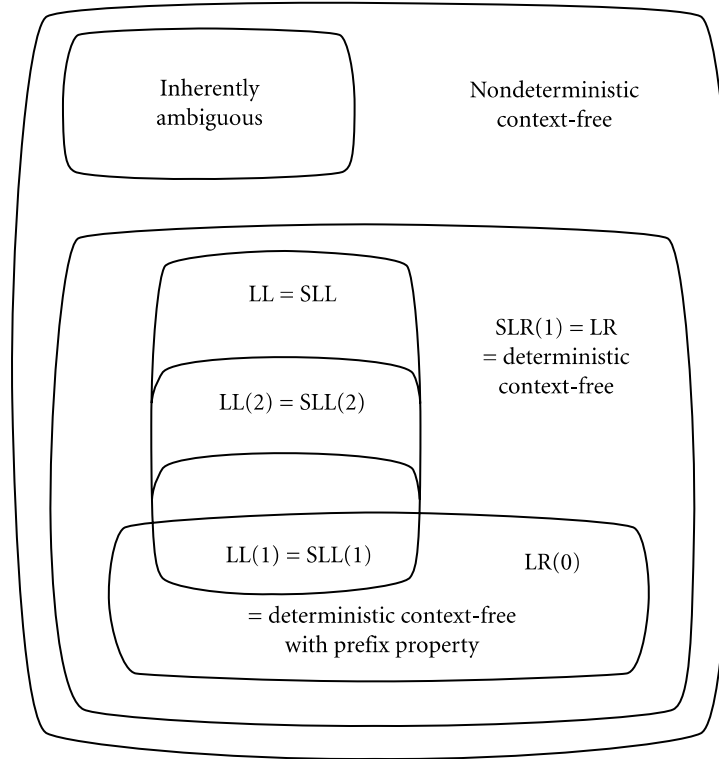 Inherently
ambiguous
Nondeterministic
context-free
LL = SLL
SLR(1) = LR
= deterministic
context-free
LL(2) = SLL(2)
LL(1) = SLL(1)
LR(0)
= deterministic context-free
with prefix property